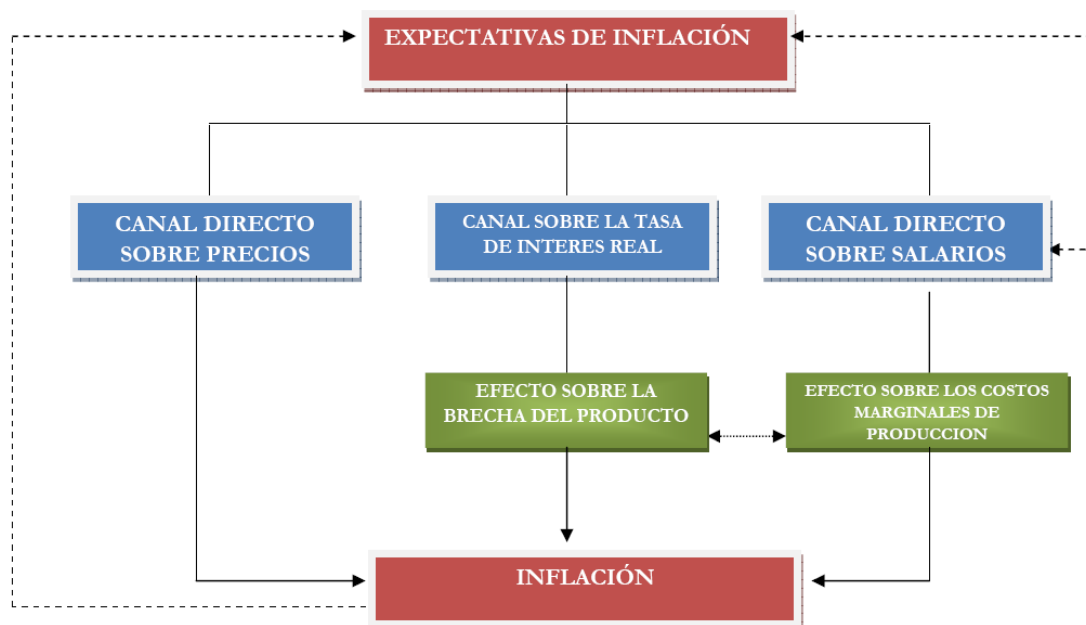 EXPECTATIVAS DE INFLACIÓN
CANAL DIRECTO
SOBRE PRECIOS
CANAL SOBRE LA TASA
DE INTERES REAL
CANAL DIRECTO
SOBRE SALARIOS
EFECTO SOBRE LA
BRECHA DEL PRODUCTO
EFECTO SOBRE LOS COSTOS
MARGINALES DE
PRODUCCION
INFLACIÓN